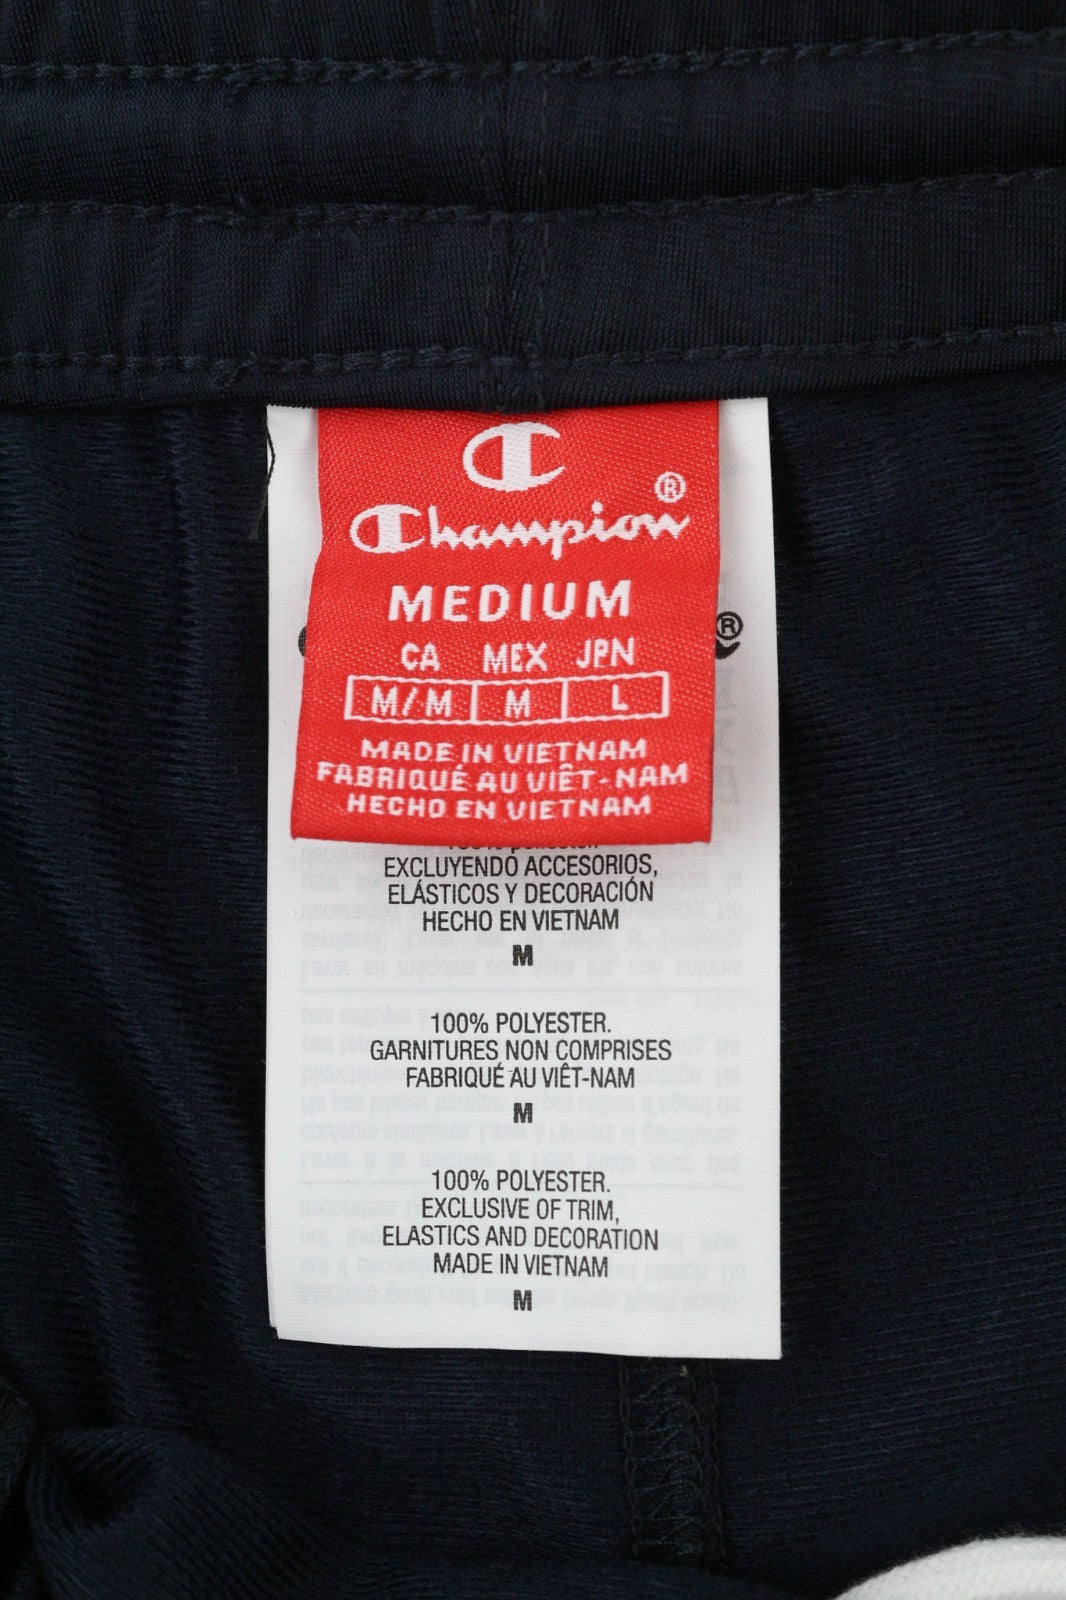 Champion®
MEDIUM
CA MEX JPN
M/M M L
MADE IN VIETNAM
FABRIQUÉ AU VIÊT-NAM
HECHO EN VIETNAM
®
EXCLUYENDO ACCESORIOS,
ELÁSTICOS Y DECORACIÓN
HECHO EN VIETNAM
M
100% POLYESTER.
GARNITURES NON COMPRISES
FABRIQUÉ AU VIÊT-NAM
M
100% POLYESTER.
EXCLUSIVE OF TRIM,
ELASTICS AND DECORATION
MADE IN VIETNAM
M